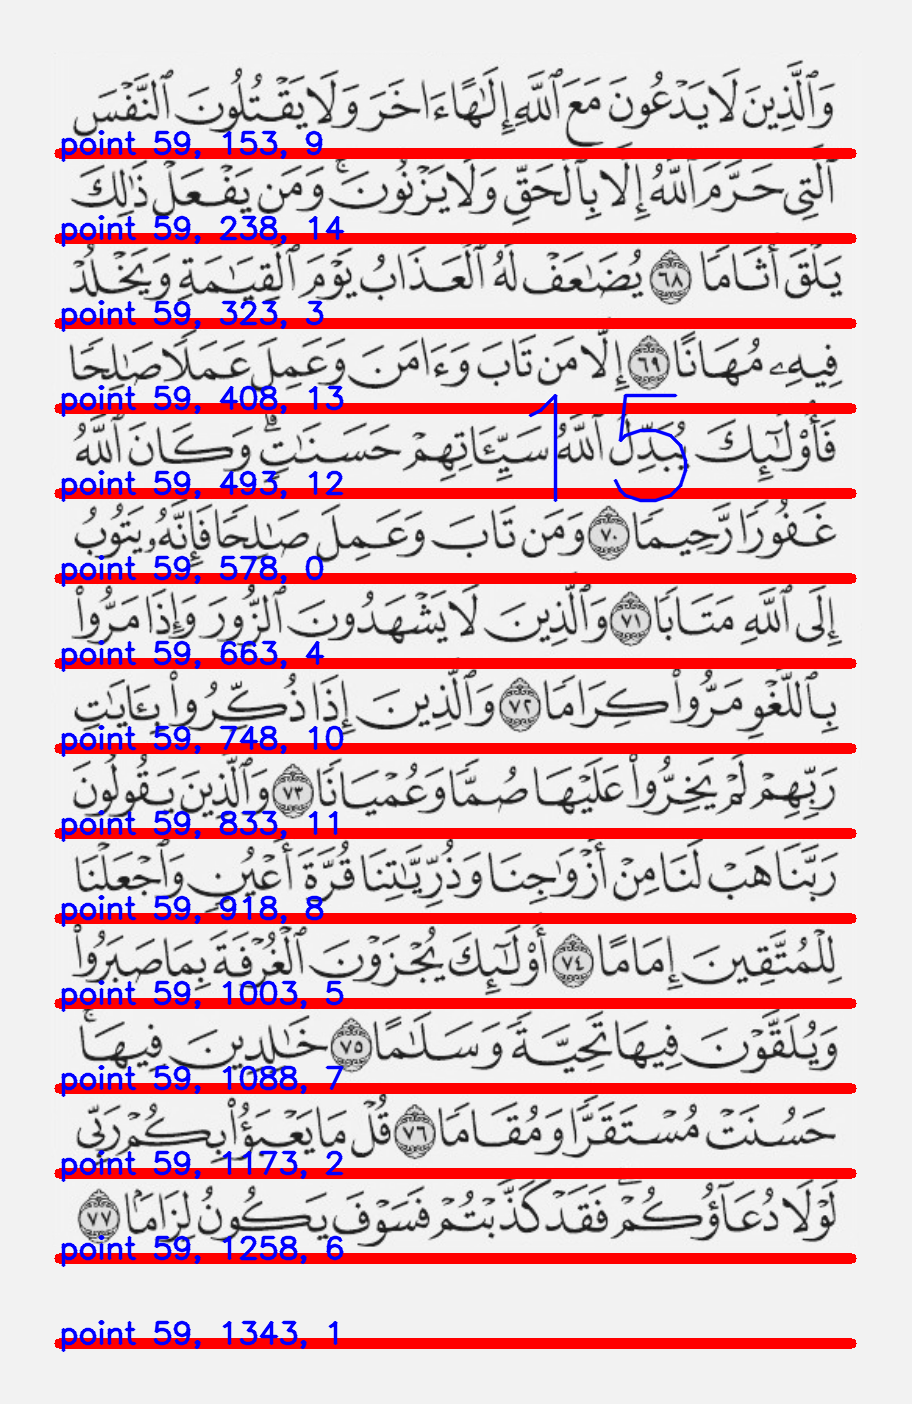 وَٱلَّذِينَ لَا يَدْعُونَ مَعَ ٱللَّهِ إِلَٰهًا ءَاخَرَ وَلَا يَقْتُلُونَ ٱلنَّفْسَ
point 59, 153, 9
ٱلَّتِى حَرَّمَ ٱللَّهُ إِلَّا بِٱلْحَقِّ وَلَا يَزْنُونَ ۚ وَمَن يَفْعَلْ ذَٰلِكَ
point 59, 238, 14
يَلْقَ أَثَامًا ٦٨ يُضَٰعَفْ لَهُ ٱلْعَذَابُ يَوْمَ ٱلْقِيَٰمَةِ وَيَخْلُدْ
point 59, 323, 3
فِيهِۦ مُهَانًا ٦٩ إِلَّا مَن تَابَ وَءَامَنَ وَعَمِلَ عَمَلًا صَٰلِحًا
point 59, 408, 13
فَأُو۟لَٰٓئِكَ يُبَدِّلُ ٱللَّهُ سَيِّـَٔاتِهِمْ حَسَنَٰتٍ ۗ وَكَانَ ٱللَّهُ
15
point 59, 493, 12
غَفُورًا رَّحِيمًا ٧٠ وَمَن تَابَ وَعَمِلَ صَٰلِحًا فَإِنَّهُۥ يَتُوبُ
point 59, 578, 0
إِلَى ٱللَّهِ مَتَابًا ٧١ وَٱلَّذِينَ لَا يَشْهَدُونَ ٱلزُّورَ وَإِذَا مَرُّوا۟
point 59, 663, 4
بِٱللَّغْوِ مَرُّوا۟ كِرَامًا ٧٢ وَٱلَّذِينَ إِذَا ذُكِّرُوا۟ بِـَٔايَٰتِ
point 59, 748, 10
رَبِّهِمْ لَمْ يَخِرُّوا۟ عَلَيْهَا صُمًّا وَعُمْيَانًا ٧٣ وَٱلَّذِينَ يَقُولُونَ
point 59, 833, 11
رَبَّنَا هَبْ لَنَا مِنْ أَزْوَٰجِنَا وَذُرِّيَّٰتِنَا قُرَّةَ أَعْيُنٍ وَٱجْعَلْنَا
point 59, 918, 8
لِلْمُتَّقِينَ إِمَامًا ٧٤ أُو۟لَٰٓئِكَ يُجْزَوْنَ ٱلْغُرْفَةَ بِمَا صَبَرُوا۟
point 59, 1003, 5
وَيُلَقَّوْنَ فِيهَا تَحِيَّةً وَسَلَٰمًا ٧٥ خَٰلِدِينَ فِيهَا ۚ
point 59, 1088, 7
حَسُنَتْ مُسْتَقَرًّا وَمُقَامًا ٧٦ قُلْ مَا يَعْبَؤُا۟ بِكُمْ رَبِّى
point 59, 1173, 2
لَوْلَا دُعَآؤُكُمْ ۖ فَقَدْ كَذَّبْتُمْ فَسَوْفَ يَكُونُ لِزَامًۢا ٧٧
point 59, 1258, 6
point 59, 1343, 1